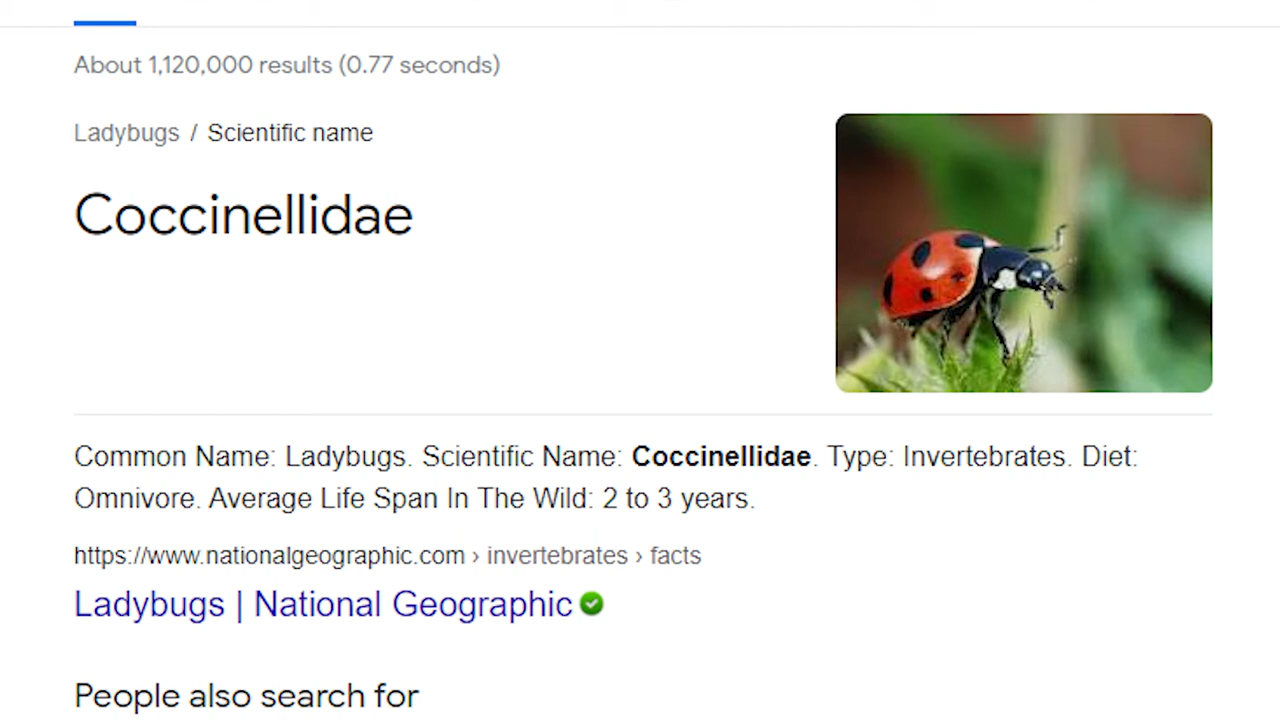 About 1,120,000 results (0.77 seconds)
Ladybugs / Scientific name
Coccinellidae
Common Name: Ladybugs. Scientific Name: Coccinellidae. Type: Invertebrates. Diet:
Omnivore. Average Life Span In The Wild: 2 to 3 years.
https://www.nationalgeographic.com › invertebrates › facts
Ladybugs | National Geographic
People also search for